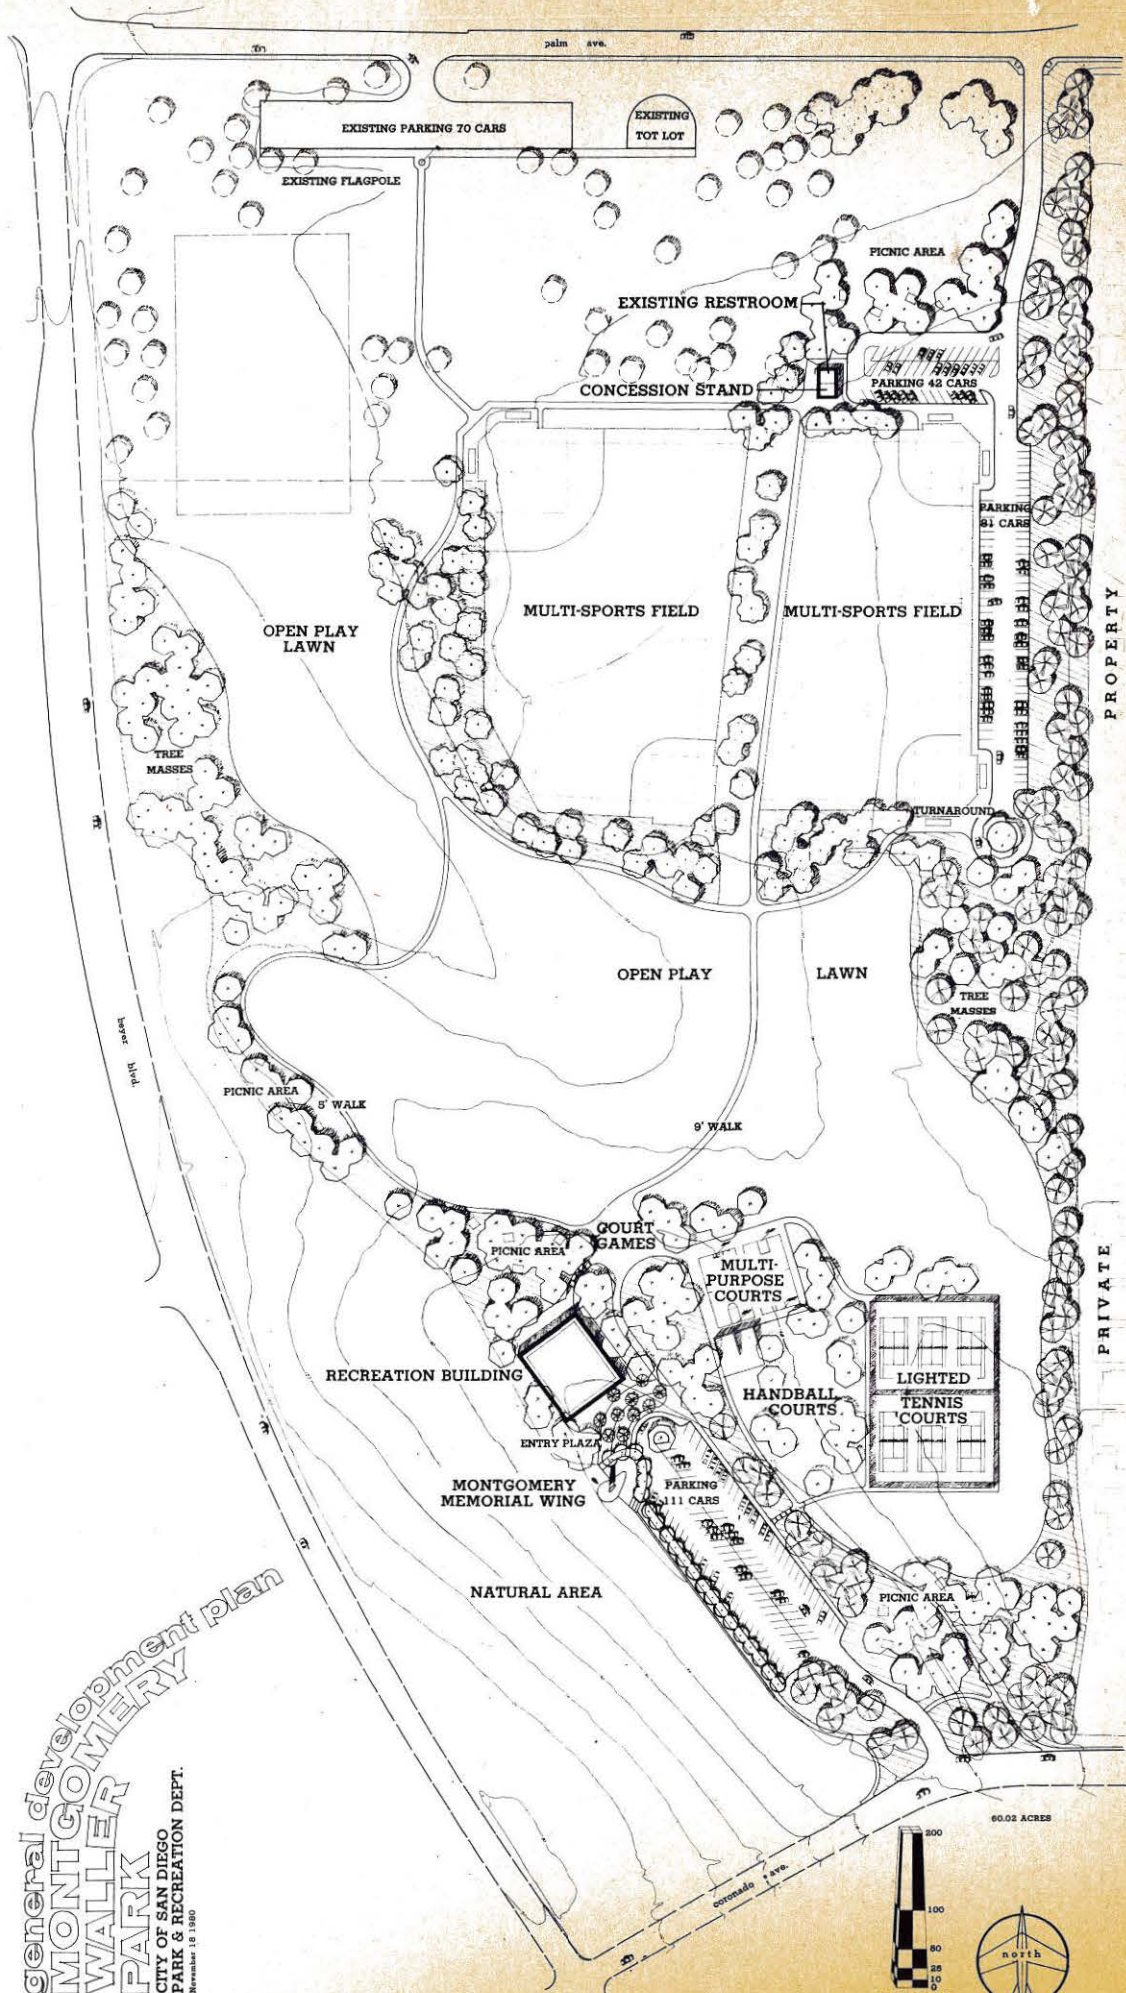 palm ave.
EXISTING PARKING 70 CARS
EXISTING
TOT LOT
EXISTING FLAGPOLE
PICNIC AREA
EXISTING RESTROOM
CONCESSION STAND
PARKING 42 CARS
PARKING
81 CARS
MULTI-SPORTS FIELD
MULTI-SPORTS FIELD
OPEN PLAY
LAWN
PROPERTY
TREE
MASSES
TURNAROUND
OPEN PLAY
LAWN
TREE
MASSES
beyer blvd.
PICNIC AREA
5' WALK
9' WALK
COURT
GAMES
PICNIC AREA
MULTI-
PURPOSE
COURTS
PRIVATE
RECREATION BUILDING
HANDBALL
COURTS
LIGHTED
TENNIS
COURTS
ENTRY PLAZA
MONTGOMERY
MEMORIAL WING
PARKING
111 CARS
NATURAL AREA
PICNIC AREA
general development plan
MONTGOMERY
WALLER
PARK
CITY OF SAN DIEGO
PARK & RECREATION DEPT.
November 18 1980
coronado ave.
60.02 ACRES
200
100
50
25
10
0
north